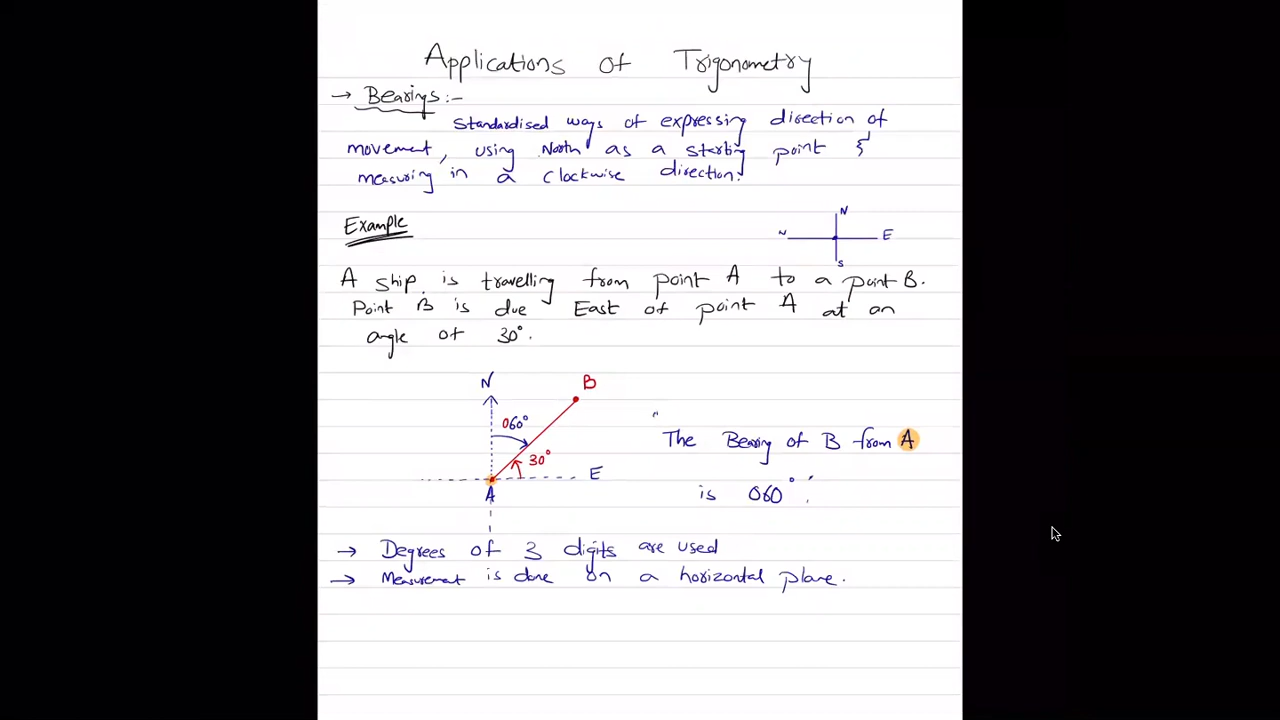 Applications of Trigonometry
→ Bearings :-
Standardised ways of expressing direction of
movement, using North as a starting point &
measuring in a clockwise direction.
Example
N
W E
S
A ship is travelling from point A to a point B.
Point B is due East of point A at an
angle of 30°.
N B
060°
30°
E
A
"The Bearing of B from A
is 060°".
→ Degrees of 3 digits are used
→ Measurement is done on a horizontal plane.